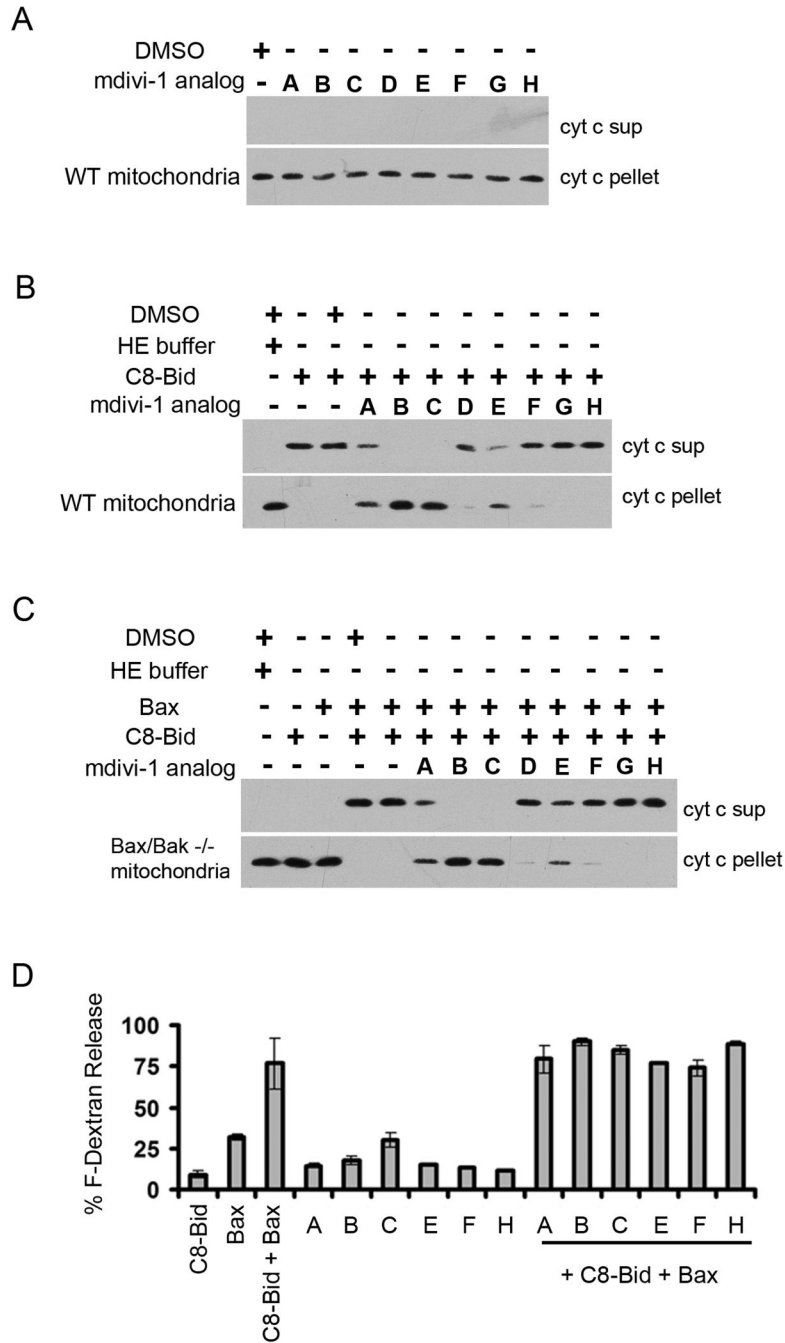 A
DMSO + - - - - - - - -
mdivi-1 analog - A B C D E F G H
cyt c sup
WT mitochondria cyt c pellet
B
DMSO + - + - - - - - - - -
HE buffer + - - - - - - - - - -
C8-Bid - + + + + + + + + + +
mdivi-1 analog - - - A B C D E F G H
cyt c sup
WT mitochondria cyt c pellet
C
DMSO + - - + - - - - - - - - -
HE buffer + - - - - - - - - - - - -
Bax - - + + + + + + + + + + +
C8-Bid - + - + + + + + + + + + +
mdivi-1 analog - - - - - A B C D E F G H
cyt c sup
Bax/Bak -/-
mitochondria cyt c pellet
D
% F-Dextran Release
100
75
50
25
0
C8-Bid
Bax
C8-Bid + Bax
A B C E F H A B C E F H
+ C8-Bid + Bax